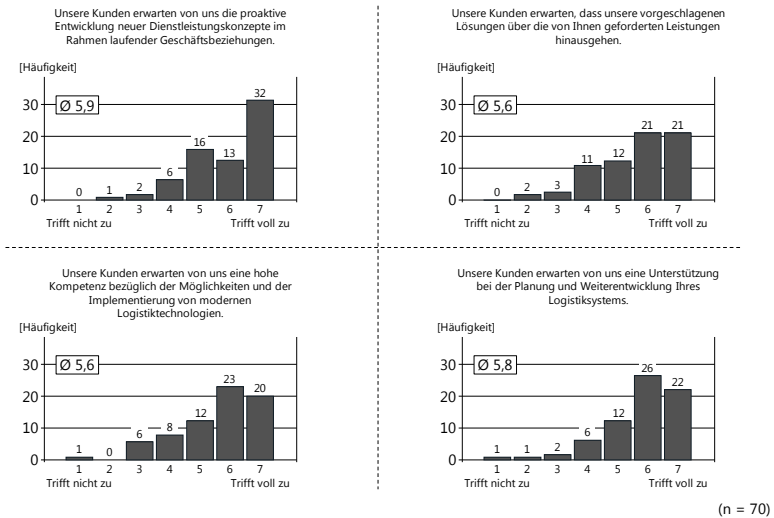 Unsere Kunden erwarten von uns die proaktive
Entwicklung neuer Dienstleistungskonzepte im
Rahmen laufender Geschäftsbeziehungen.
[Häufigkeit]
Ø 5,9
30
20
10
0
0
1
2
6
16
13
32
1 2 3 4 5 6 7
Trifft nicht zu
Trifft voll zu
Unsere Kunden erwarten, dass unsere vorgeschlagenen
Lösungen über die von Ihnen geforderten Leistungen
hinausgehen.
[Häufigkeit]
Ø 5,6
30
20
10
0
0
2
3
11
12
21
21
1 2 3 4 5 6 7
Trifft nicht zu
Trifft voll zu
Unsere Kunden erwarten von uns eine hohe
Kompetenz bezüglich der Möglichkeiten und der
Implementierung von modernen
Logistiktechnologien.
[Häufigkeit]
Ø 5,6
30
20
10
0
1
0
6
8
12
23
20
1 2 3 4 5 6 7
Trifft nicht zu
Trifft voll zu
Unsere Kunden erwarten von uns eine Unterstützung
bei der Planung und Weiterentwicklung Ihres
Logistiksystems.
[Häufigkeit]
Ø 5,8
30
20
10
0
1
1
2
6
12
26
22
1 2 3 4 5 6 7
Trifft nicht zu
Trifft voll zu
(n = 70)